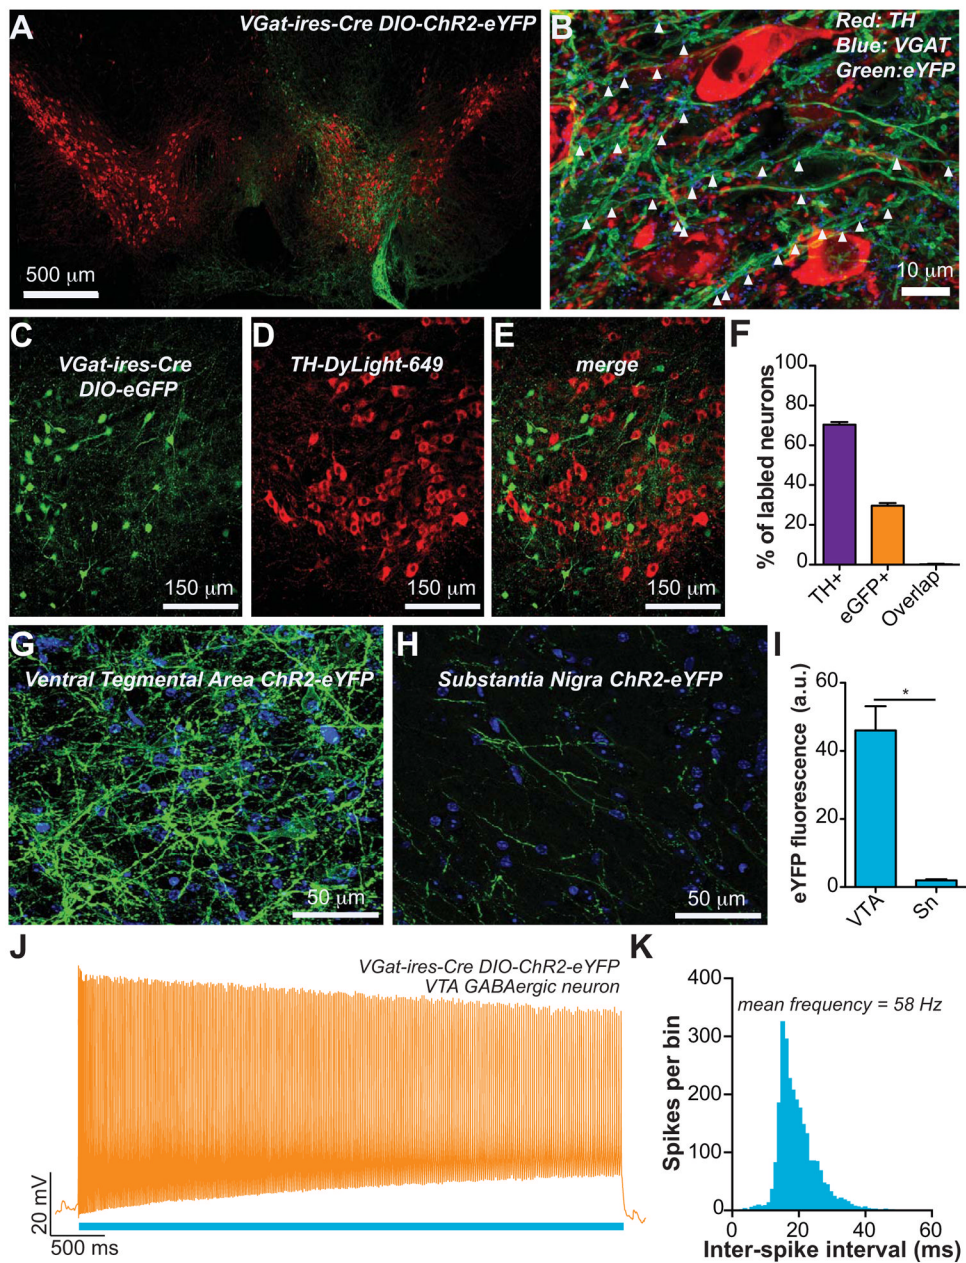 A
VGat-ires-Cre DIO-ChR2-eYFP
500 µm
B
Red: TH
Blue: VGAT
Green:eYFP
10 µm
C
VGat-ires-Cre
DIO-eGFP
150 µm
D
TH-DyLight-649
150 µm
E
merge
150 µm
F
% of labled neurons
100
80
60
40
20
0
TH+
eGFP+
Overlap
G
Ventral Tegmental Area ChR2-eYFP
50 µm
H
Substantia Nigra ChR2-eYFP
50 µm
I
eYFP fluorescence (a.u.)
60
40
20
0
*
VTA
Sn
J
VGat-ires-Cre DIO-ChR2-eYFP
VTA GABAergic neuron
20 mV
500 ms
K
mean frequency = 58 Hz
Spikes per bin
400
300
200
100
0
0 20 40 60
Inter-spike interval (ms)